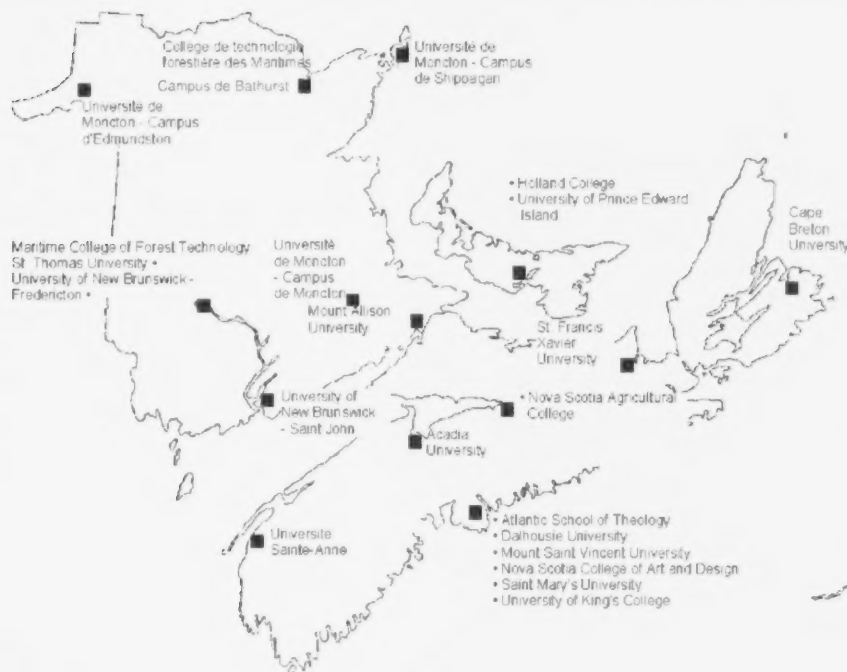 Collège de technologie
forestière des Maritimes
Campus de Bathurst
Université de
Moncton - Campus
de Shippagan
Université de
Moncton - Campus
d'Edmundston
• Holland College
• University of Prince Edward
Island
Cape
Breton
University
Maritime College of Forest Technology
St. Thomas University •
University of New Brunswick -
Fredericton •
Université
de Moncton
- Campus
de Moncton
Mount Allison
University
St. Francis
Xavier
University
University of
New Brunswick
- Saint John
• Nova Scotia Agricultural
College
Acadia
University
Université
Sainte-Anne
• Atlantic School of Theology
• Dalhousie University
• Mount Saint Vincent University
• Nova Scotia College of Art and Design
• Saint Mary's University
• University of King's College